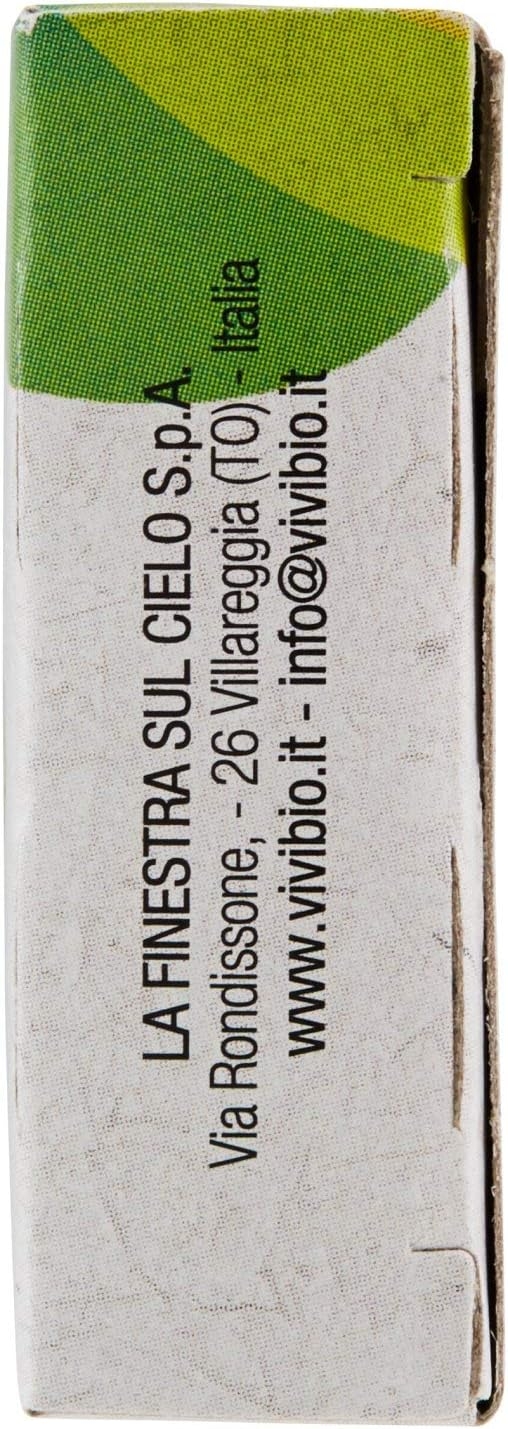 LA FINESTRA SUL CIELO S.p.A.
Via Rondissone, - 26 Villareggia (TO) - Italia
www.vivibio.it - info@vivibio.it